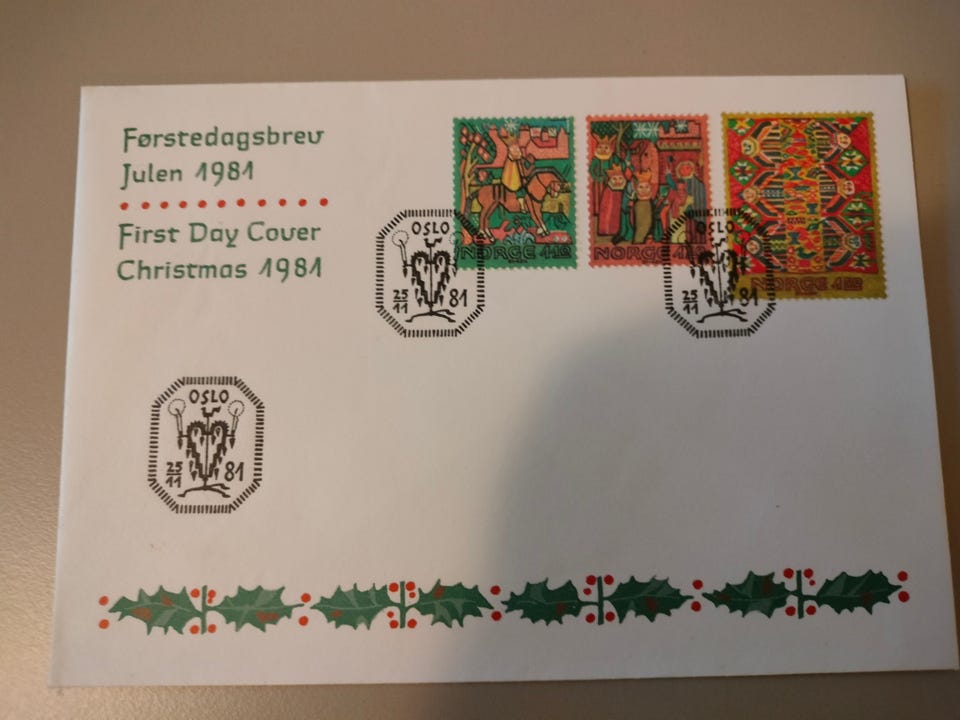 Førstedagsbrev
Julen 1981
First Day Cover
Christmas 1981
NORGE 110
NORGE
NORGE
OSLO
25
11
81
OSLO
25
11
81
OSLO
25
11
81